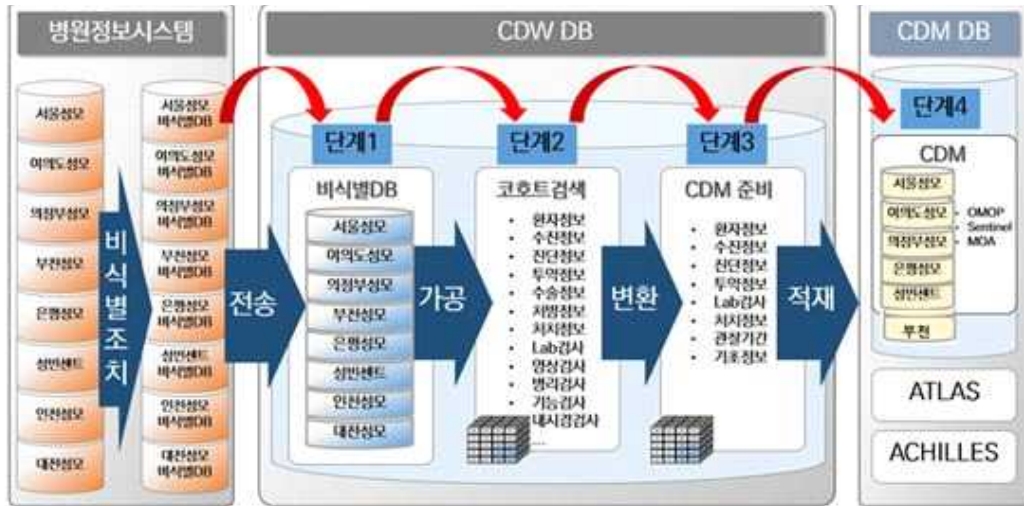 병원정보시스템
서울성모
여의도성모
의정부성모
부천성모
은평성모
성빈센트
인천성모
대전성모
비식별조치
서울성모
비식별DB
여의도성모
비식별DB
의정부성모
비식별DB
부천성모
비식별DB
은평성모
비식별DB
성빈센트
비식별DB
인천성모
비식별DB
대전성모
비식별DB
전송
CDW DB
단계1
비식별DB
서울성모
여의도성모
의정부성모
부천성모
은평성모
성빈센트
인천성모
대전성모
가공
단계2
코호트검색
• 환자정보
• 수진정보
• 진단정보
• 투약정보
• 수술정보
• 처방정보
• 처치정보
• Lab검사
• 영상검사
• 병리검사
• 기능검사
내시경검사
....
변환
단계3
CDM 준비
• 환자정보
• 수진정보
• 진단정보
• 투약정보
• Lab검사
• 처치정보
• 관찰기간
• 기초정보
적재
CDM DB
단계4
CDM
서울성모
여의도성모
의정부성모
은평성모
성빈센트
부천
• OMOP
• Sentinel
• MOA
ATLAS
ACHILLES